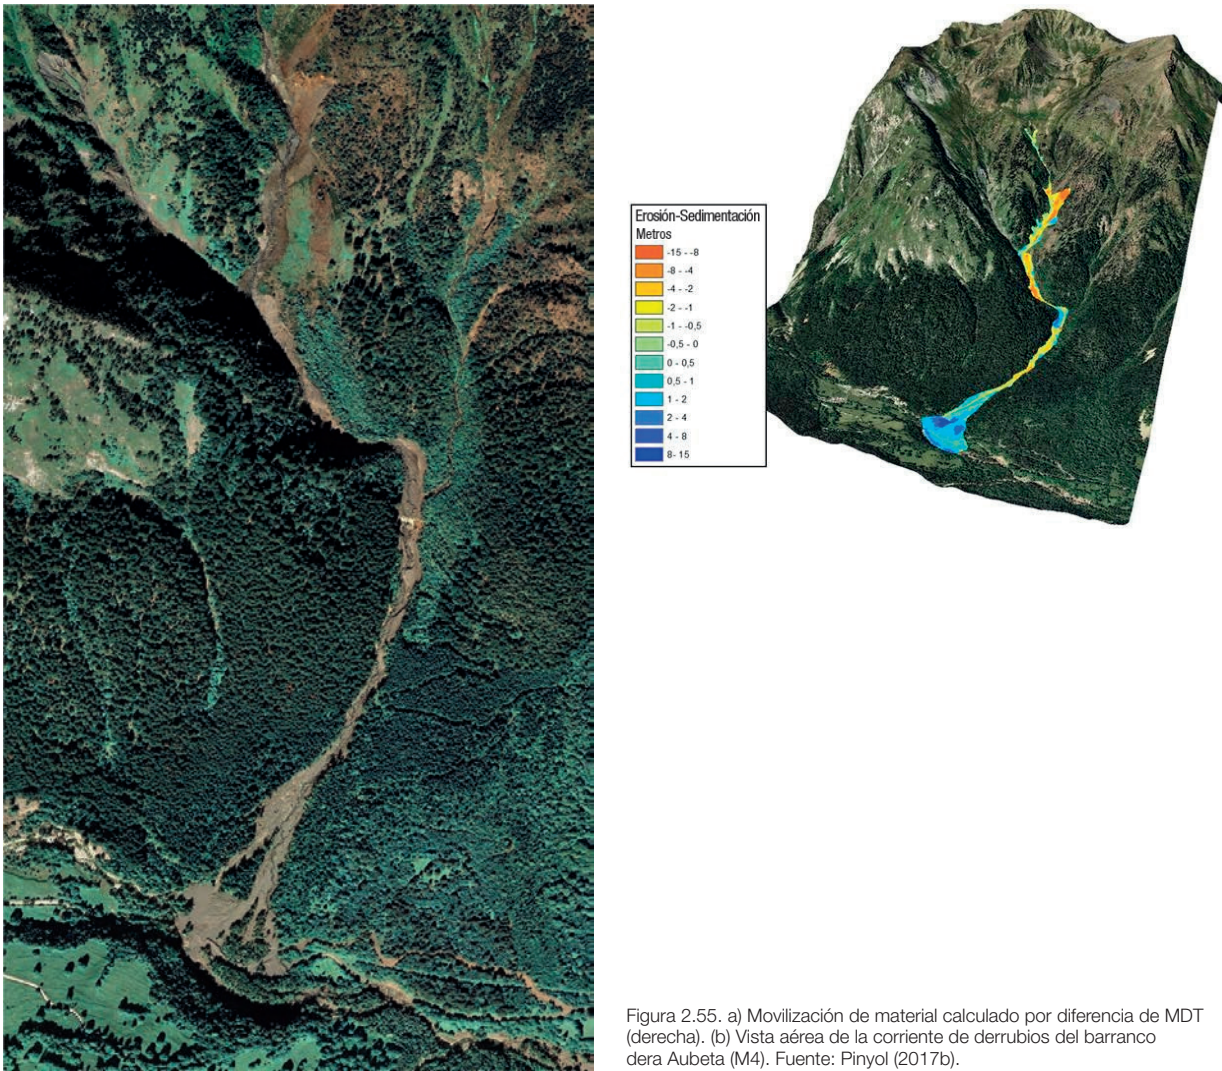 Erosión-Sedimentación
Metros
-15 - -8
-8 - -4
-4 - -2
-2 - -1
-1 - -0,5
-0,5 - 0
0 - 0,5
0,5 - 1
1 - 2
2 - 4
4 - 8
8- 15
Figura 2.55. a) Movilización de material calculado por diferencia de MDT
(derecha). (b) Vista aérea de la corriente de derrubios del barranco
dera Aubeta (M4). Fuente: Pinyol (2017b).